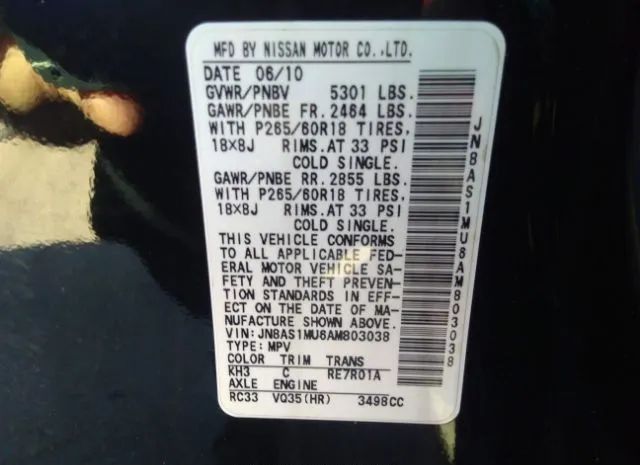 MFD BY NISSAN MOTOR CO.,LTD.
DATE 06/10
GVWR/PNBV 5301 LBS.
GAWR/PNBE FR. 2464 LBS.
WITH P265/60R18 TIRES,
18x8J RIMS.AT 33 PSI
COLD SINGLE.
GAWR/PNBE RR. 2855 LBS.
WITH P265/60R18 TIRES,
18x8J RIMS.AT 33 PSI
COLD SINGLE.
THIS VEHICLE CONFORMS
TO ALL APPLICABLE FED-
ERAL MOTOR VEHICLE SA-
FETY AND THEFT PREVEN-
TION STANDARDS IN EFF-
ECT ON THE DATE OF MA-
NUFACTURE SHOWN ABOVE.
VIN: JN8AS1MU8AM803038
TYPE: MPV
COLOR TRIM TRANS
KH3 C RE7R01A
AXLE ENGINE
RC33 VQ35(HR) 3498CC
JN8AS1MU8AM803038